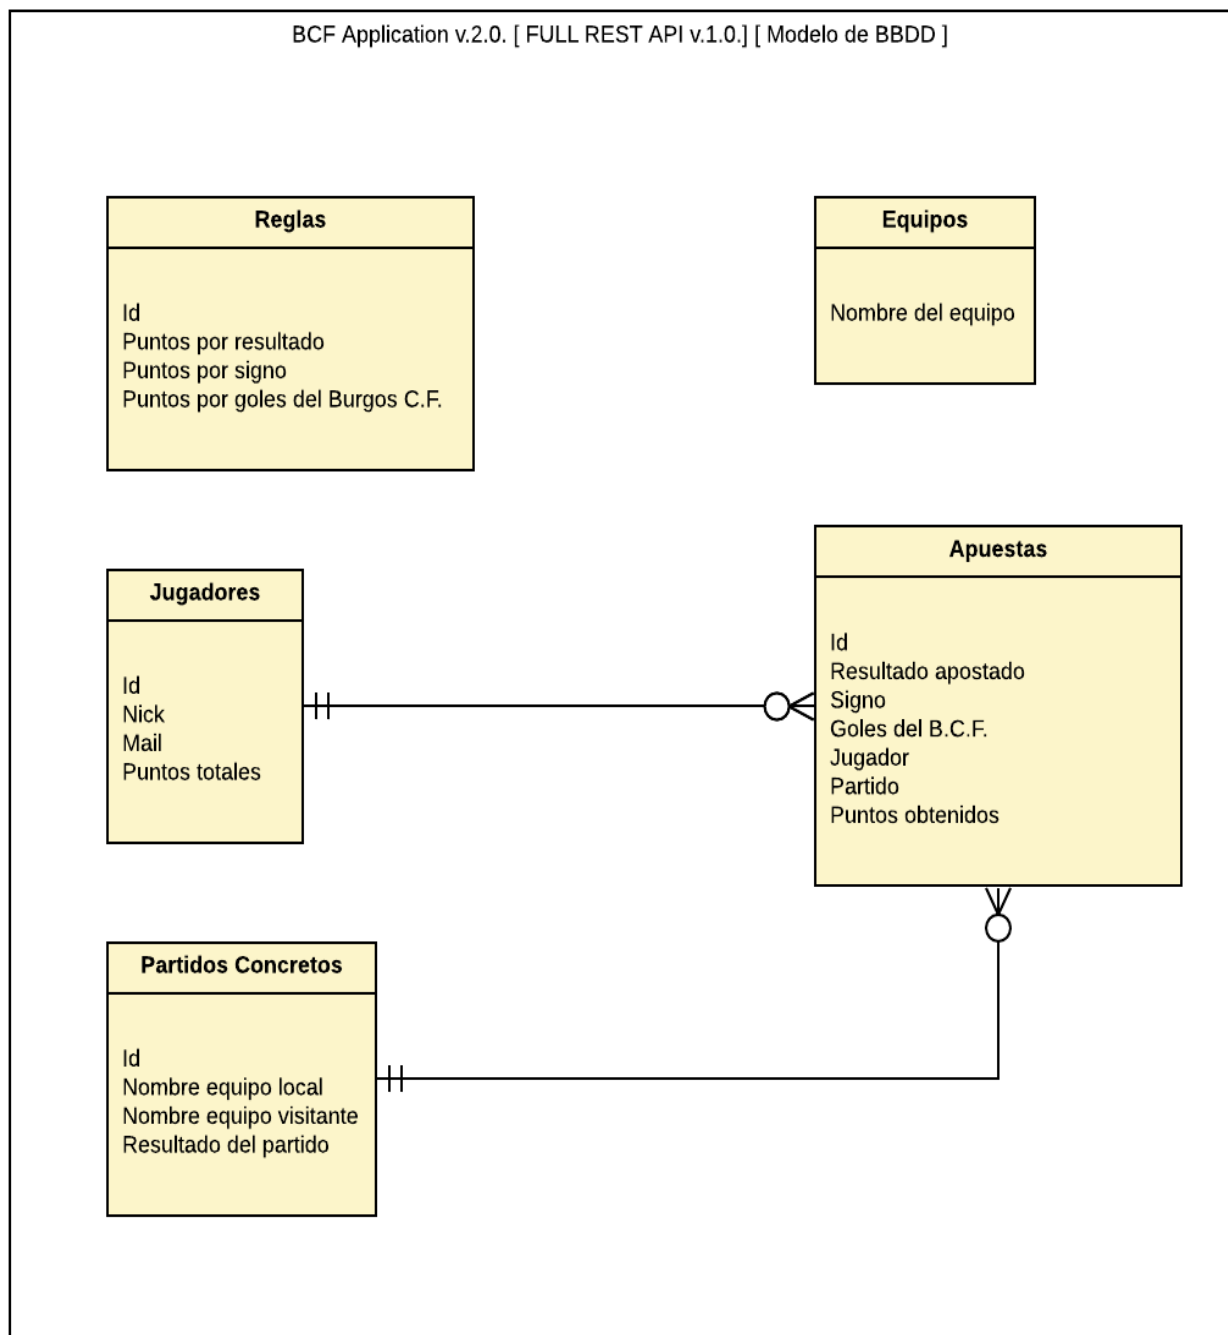 BCF Application v.2.0. [ FULL REST API v.1.0.] [ Modelo de BBDD ]
Reglas
Id
Puntos por resultado
Puntos por signo
Puntos por goles del Burgos C.F.
Equipos
Nombre del equipo
Jugadores
Id
Nick
Mail
Puntos totales
Apuestas
Id
Resultado apostado
Signo
Goles del B.C.F.
Jugador
Partido
Puntos obtenidos
Partidos Concretos
Id
Nombre equipo local
Nombre equipo visitante
Resultado del partido